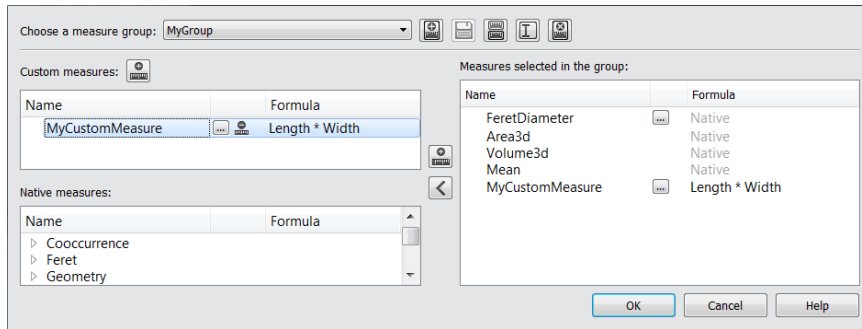 Choose a measure group: MyGroup
Custom measures:
Name Formula
MyCustomMeasure ... Length * Width
Native measures:
Name Formula
Cooccurrence
Feret
Geometry
Measures selected in the group:
Name Formula
FeretDiameter ... Native
Area3d Native
Volume3d Native
Mean Native
MyCustomMeasure ... Length * Width
OK Cancel Help